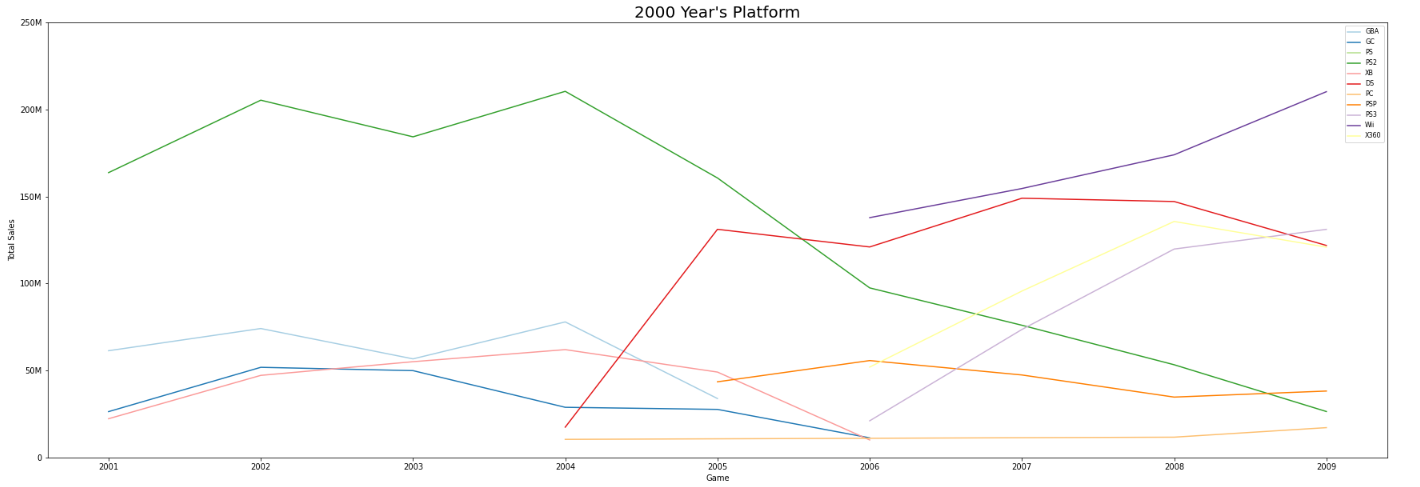 2000 Year's Platform
250M
200M
150M
100M
50M
0
Total Sales
2001 2002 2003 2004 2005 2006 2007 2008 2009
Game
GBA
GC
PS
PS2
XB
DS
PC
PSP
PS3
Wii
X360